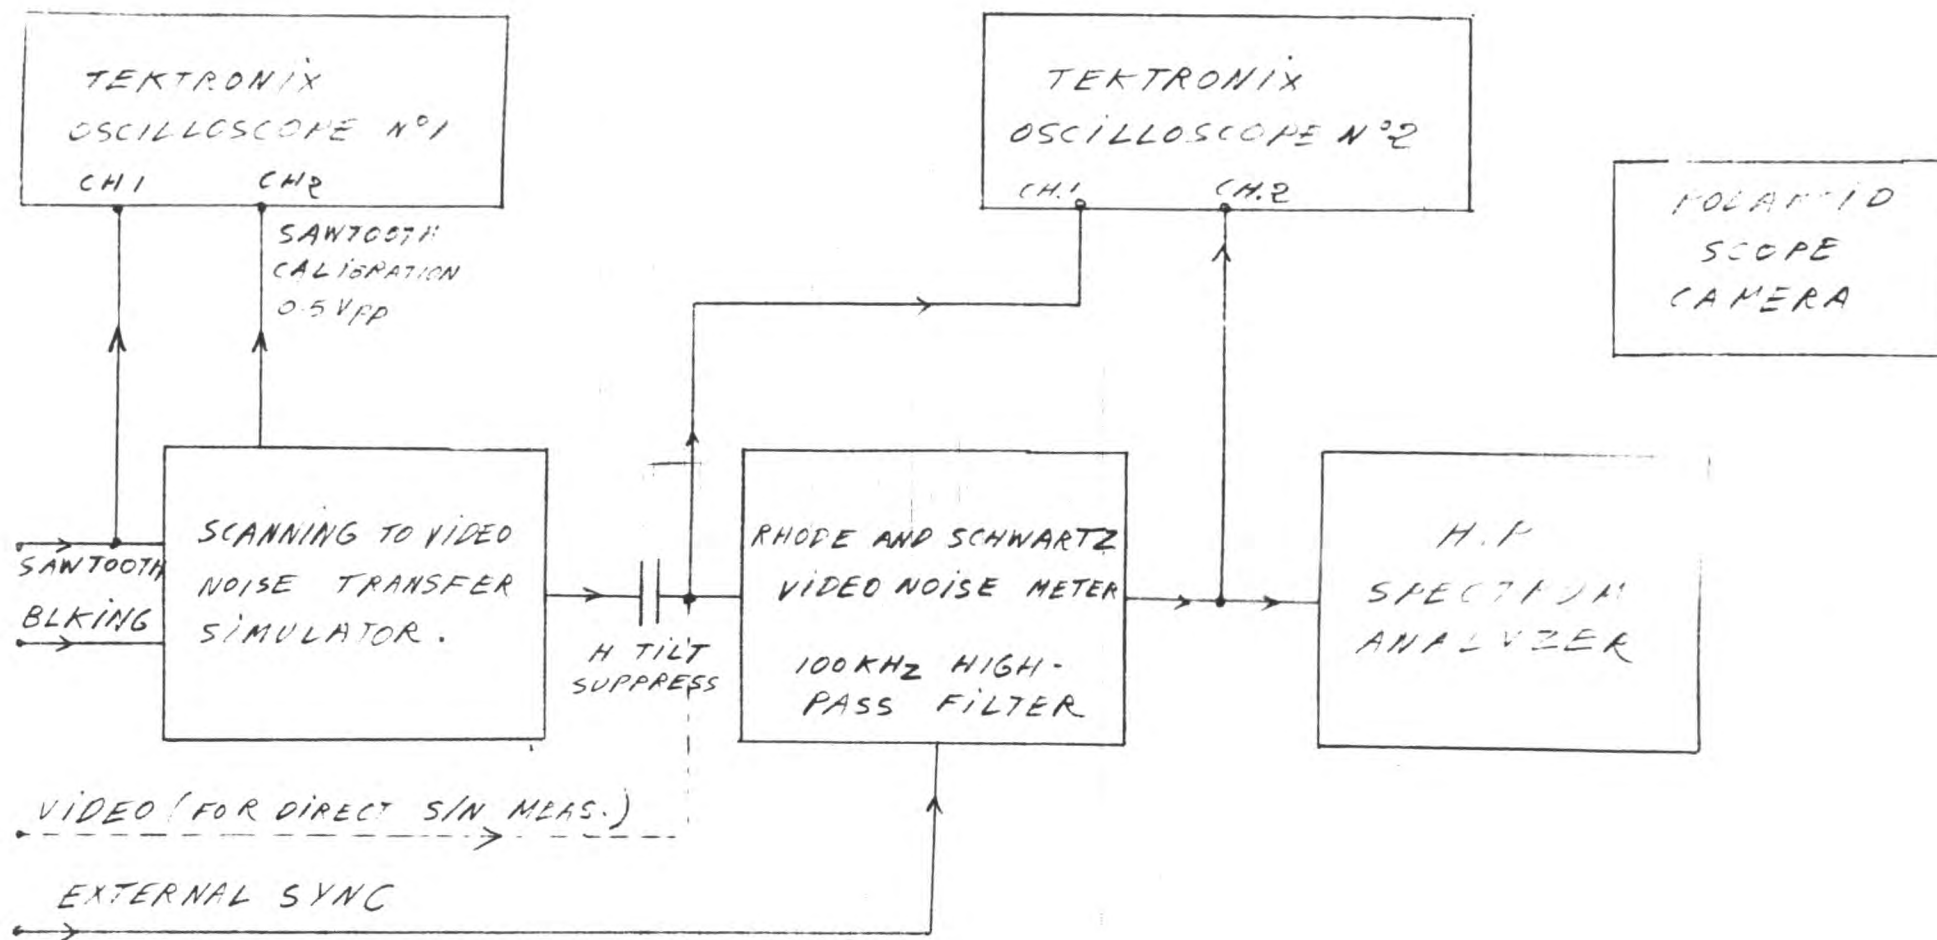 TEKTRONIX
OSCILLOSCOPE N°1
CH1 CH2
SAWTOOTH
CALIBRATION
0.5 VPP
TEKTRONIX
OSCILLOSCOPE N°2
CH.1 CH.2
POLAROID
SCOPE
CAMERA
SAWTOOTH
BLKING
SCANNING TO VIDEO
NOISE TRANSFER
SIMULATOR.
H TILT
SUPPRESS
RHODE AND SCHWARTZ
VIDEO NOISE METER
100KHZ HIGH-
PASS FILTER
H.P
SPECTRUM
ANALYZER
VIDEO (FOR DIRECT S/N MEAS.)
EXTERNAL SYNC